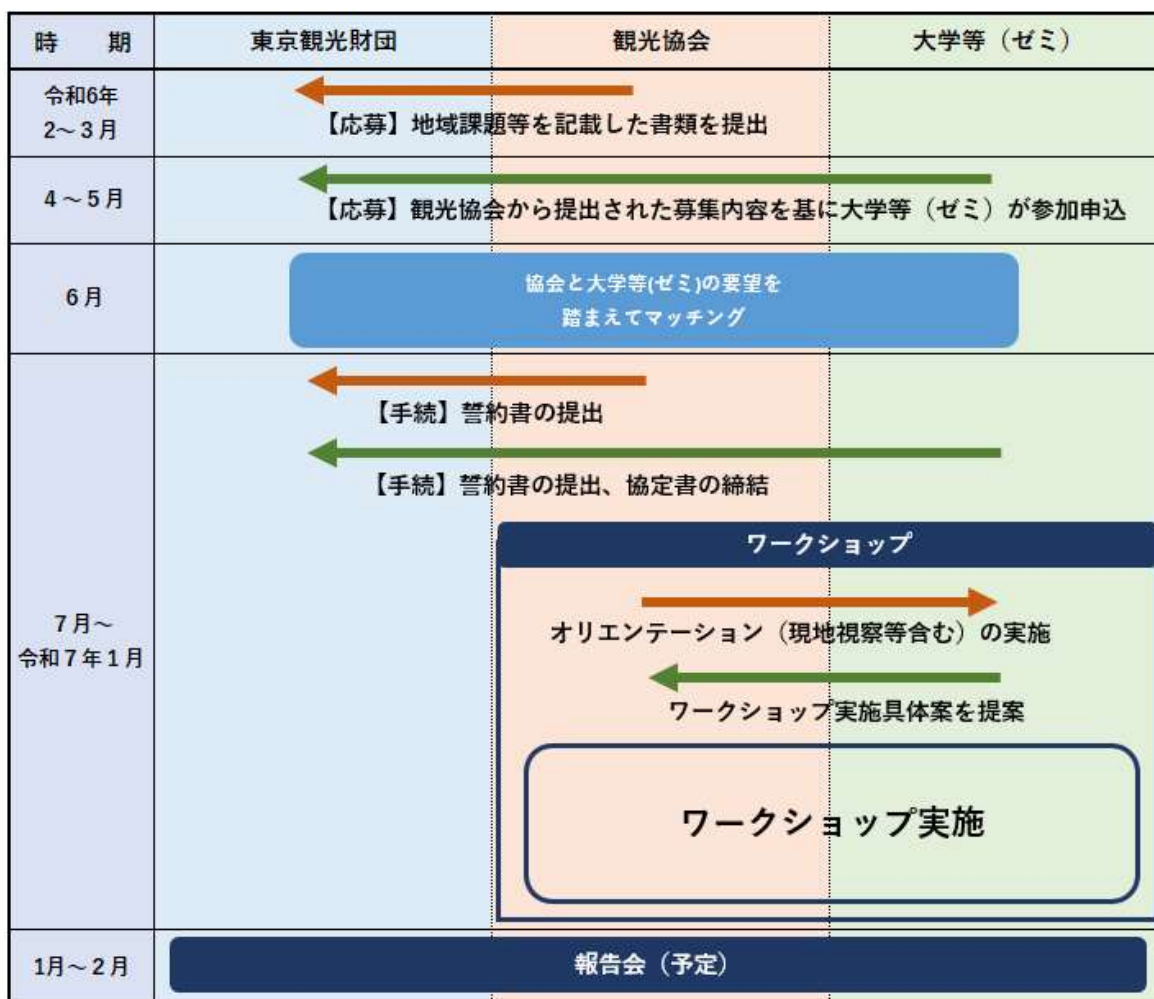 時　期
東京観光財団
観光協会
大学等（ゼミ）
令和6年
2～3月
【応募】地域課題等を記載した書類を提出
4～5月
【応募】観光協会から提出された募集内容を基に大学等（ゼミ）が参加申込
6月
協会と大学等(ゼミ)の要望を
踏まえてマッチング
7月～
令和7年1月
【手続】誓約書の提出
【手続】誓約書の提出、協定書の締結
ワークショップ
オリエンテーション（現地視察等含む）の実施
ワークショップ実施具体案を提案
ワークショップ実施
1月～2月
報告会（予定）